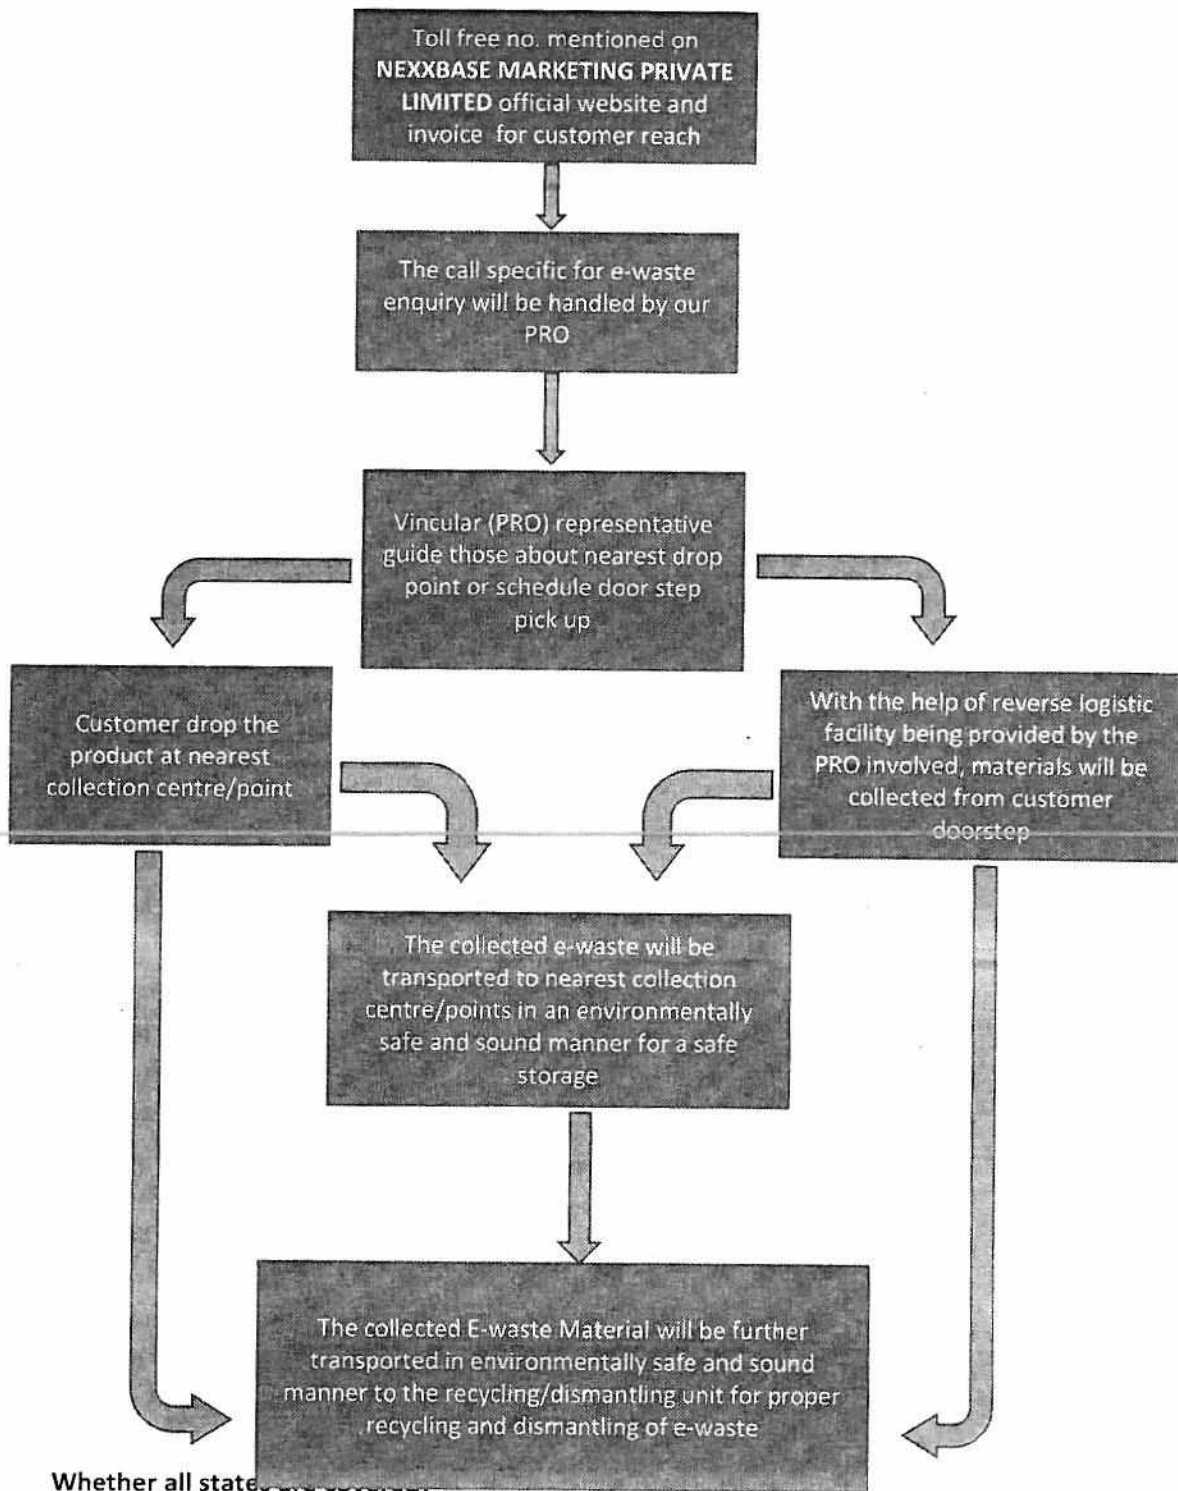 Toll free no. mentioned on
NEXXBASE MARKETING PRIVATE
LIMITED official website and
invoice for customer reach
The call specific for e-waste
enquiry will be handled by our
PRO
Vincular (PRO) representative
guide those about nearest drop
point or schedule door step
pick up
Customer drop the
product at nearest
collection centre/point
With the help of reverse logistic
facility being provided by the
PRO involved, materials will be
collected from customer
doorstep
The collected e-waste will be
transported to nearest collection
centre/points in an environmentally
safe and sound manner for a safe
storage
The collected E-waste Material will be further
transported in environmentally safe and sound
manner to the recycling/dismantling unit for proper
recycling and dismantling of e-waste
Whether all states